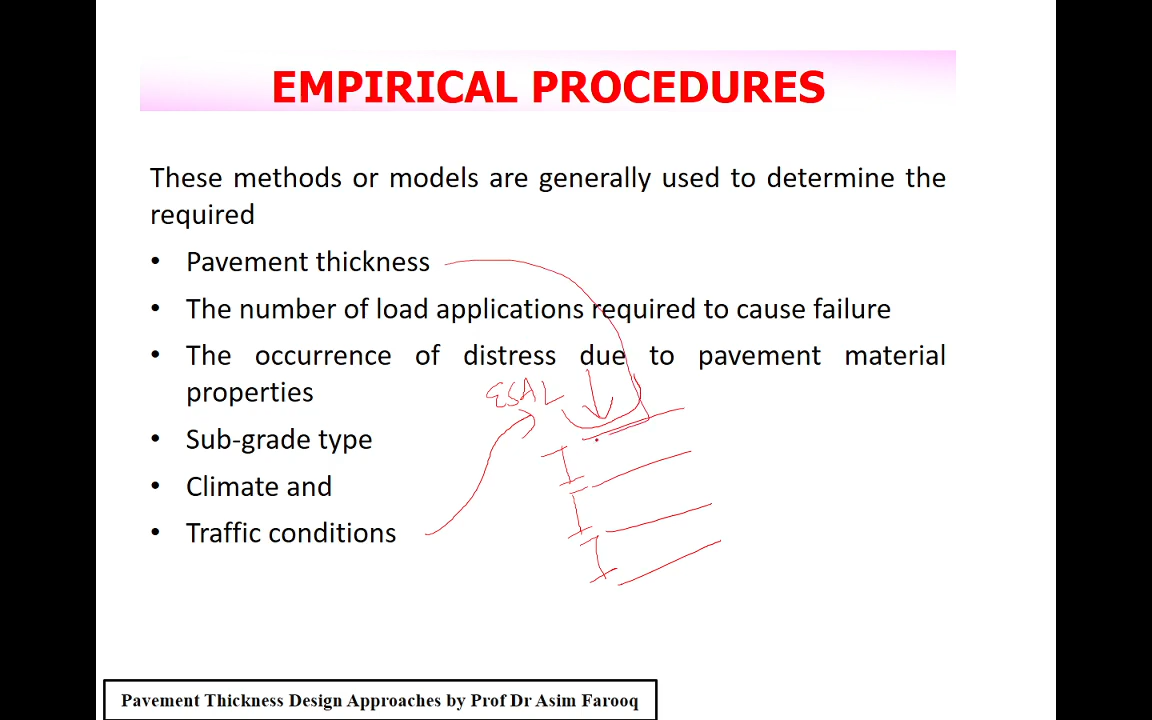 EMPIRICAL PROCEDURES
These methods or models are generally used to determine the
required
• Pavement thickness
• The number of load applications required to cause failure
• The occurrence of distress due to pavement material
properties
ESAL
• Sub-grade type
• Climate and
• Traffic conditions
Pavement Thickness Design Approaches by Prof Dr Asim Farooq